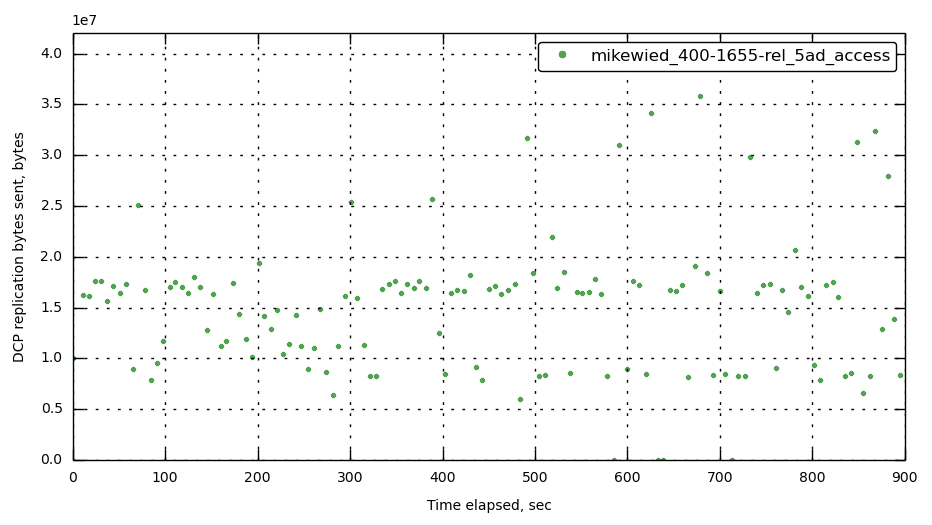 1e7
mikewied_400-1655-rel_5ad_access
4.0
3.5
3.0
2.5
2.0
1.5
1.0
0.5
0.0
DCP replication bytes sent, bytes
0 100 200 300 400 500 600 700 800 900
Time elapsed, sec